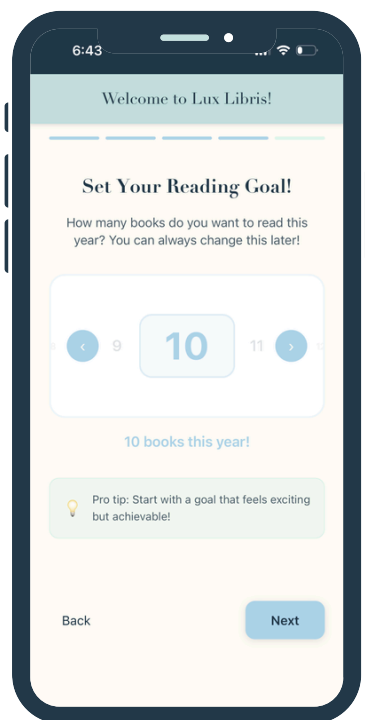 6:43
Welcome to Lux Libris!
Set Your Reading Goal!
How many books do you want to read this
year? You can always change this later!
‹ 9 10 11 ›
10 books this year!
Pro tip: Start with a goal that feels exciting
but achievable!
Back Next